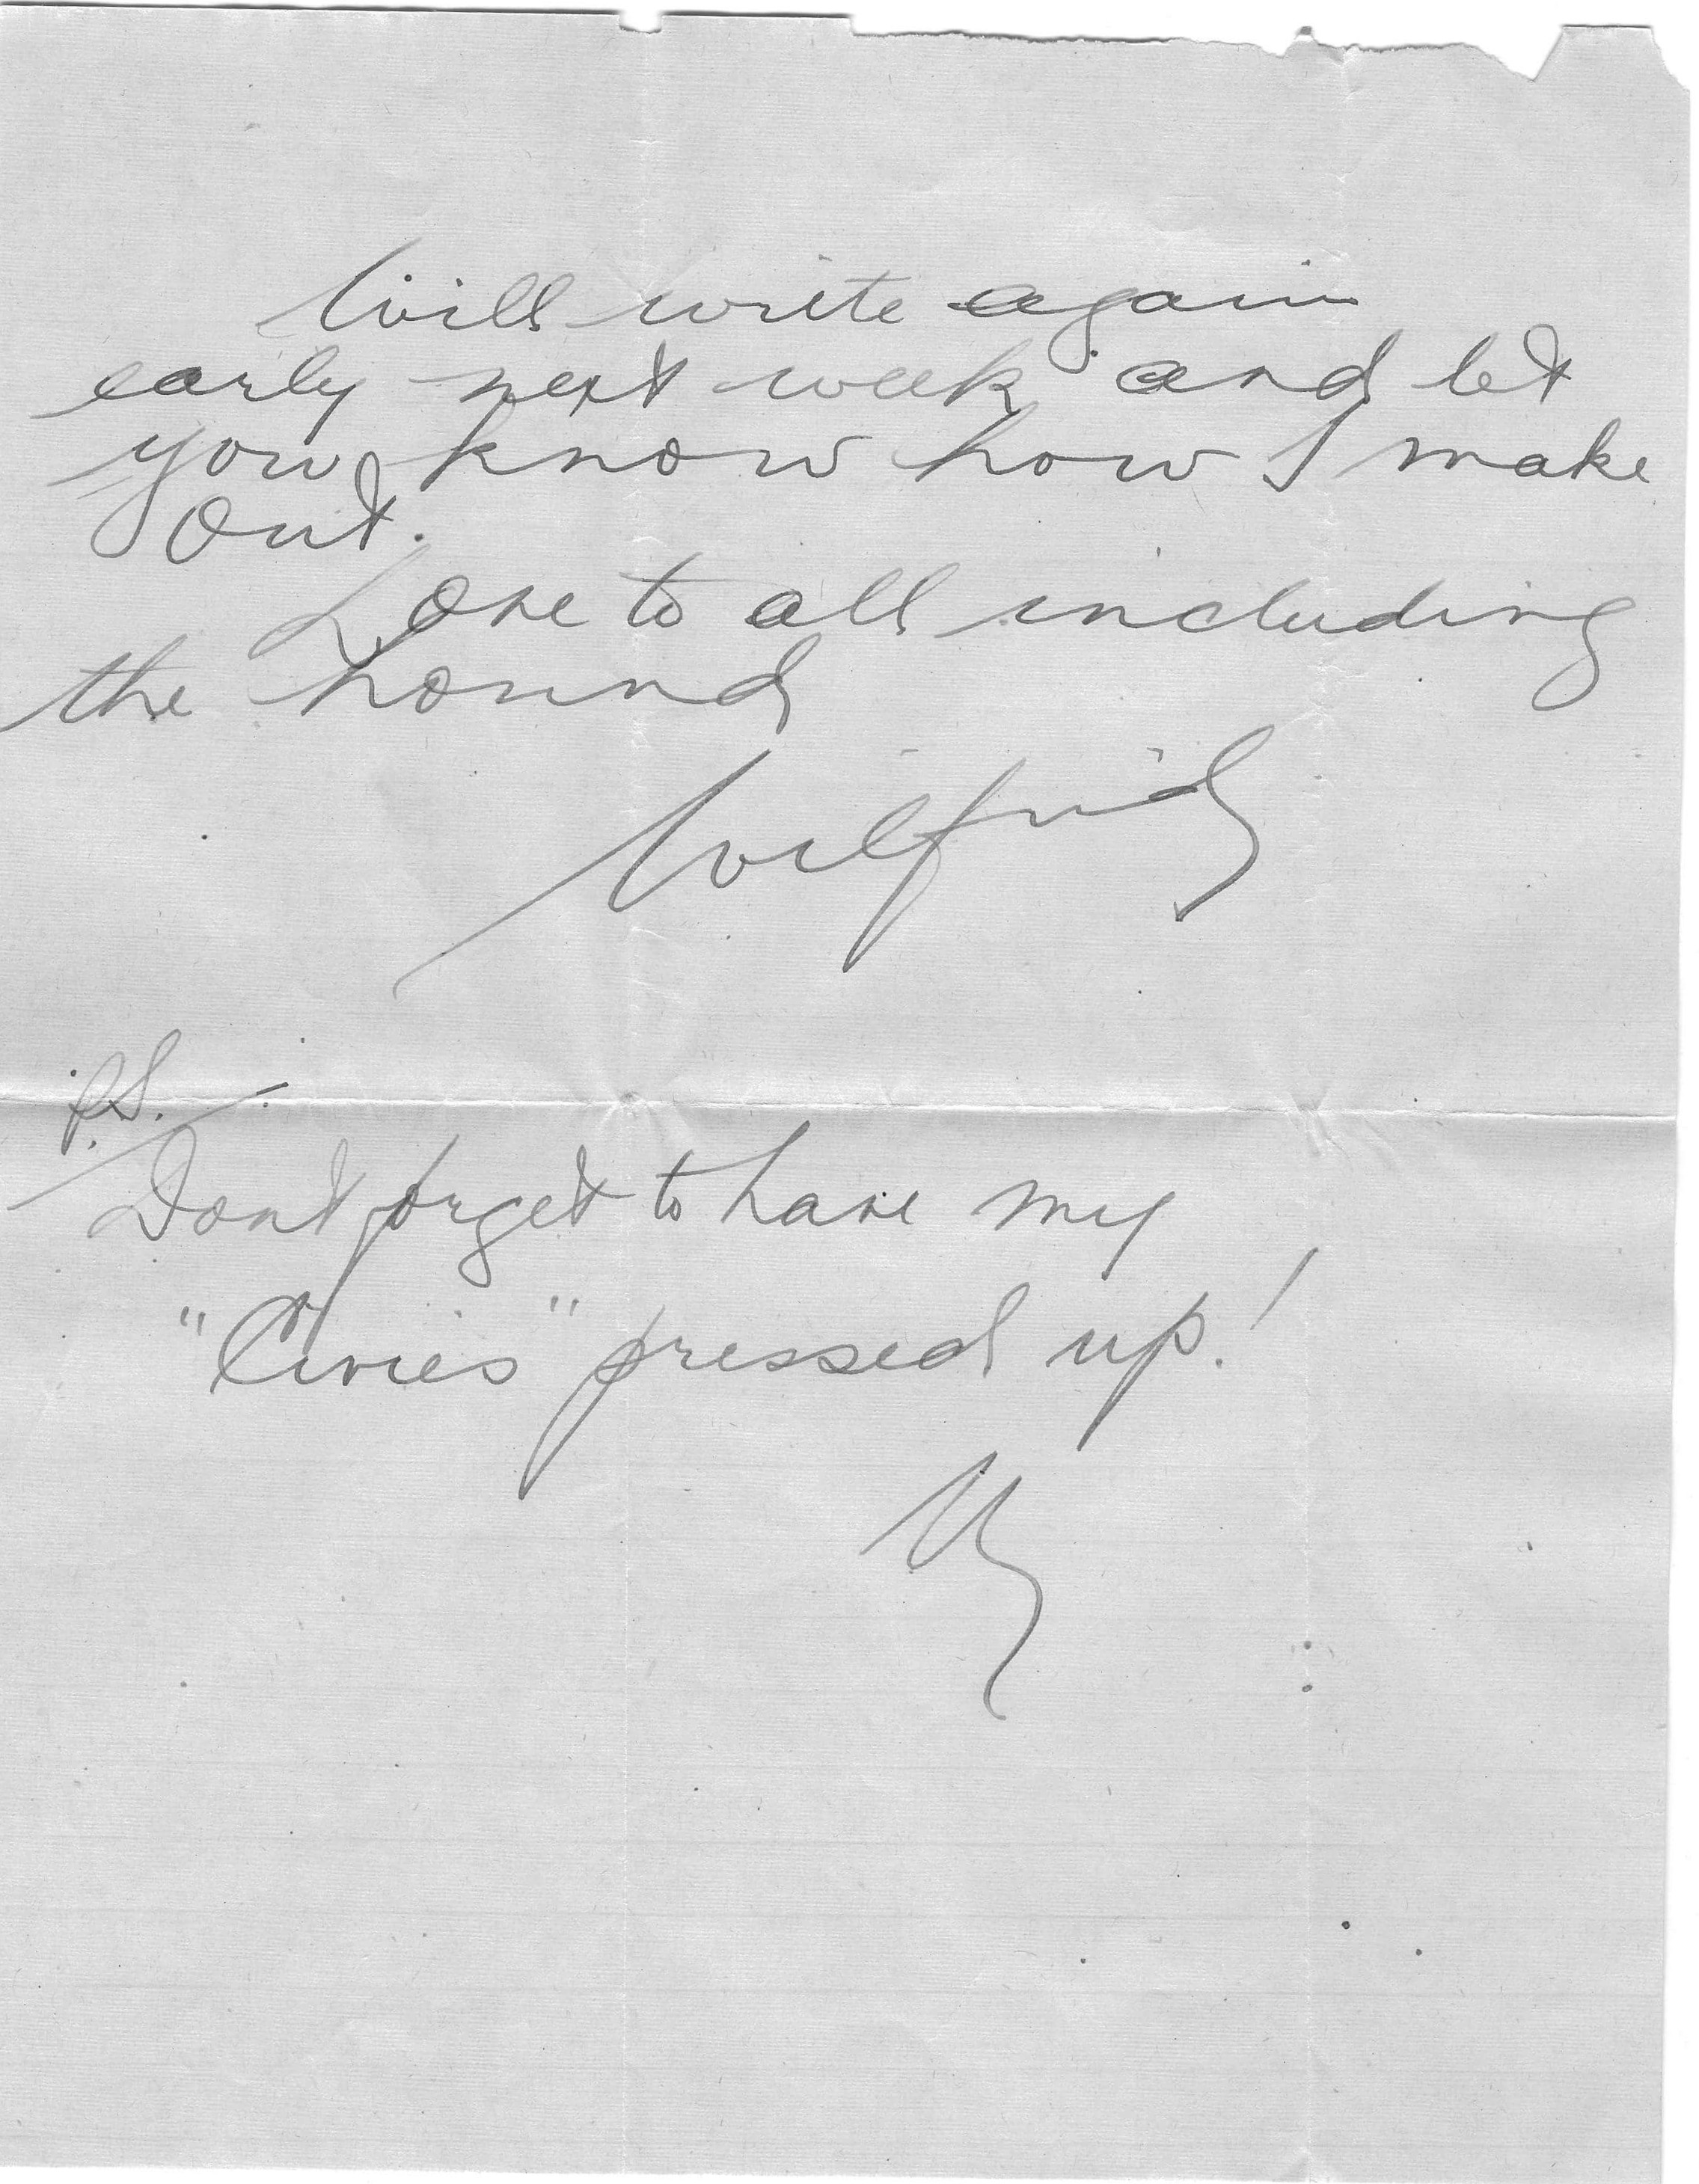 Will write again
early next week and let
you know how I make
out.
Love to all including
the hound
Wilfrid
P.S.
Dont forget to have my
"Civies" pressed up!
W